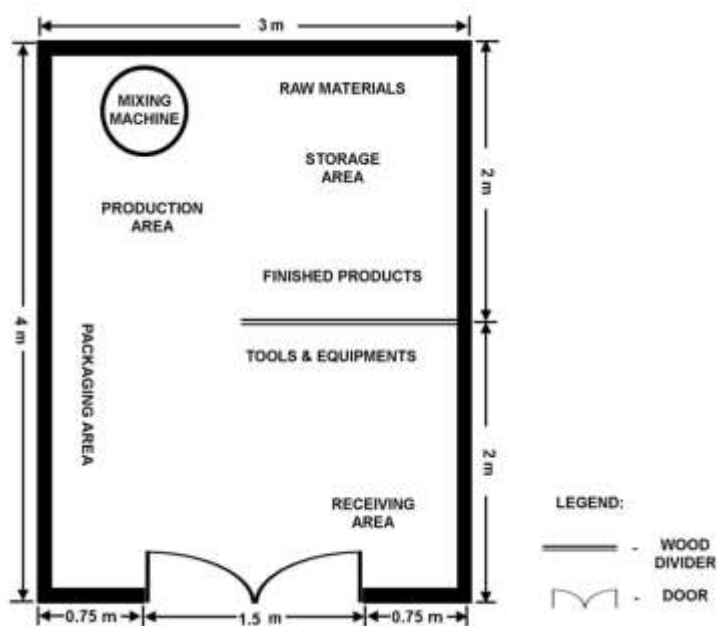 3 m
MIXING
MACHINE
RAW MATERIALS
STORAGE
AREA
2 m
PRODUCTION
AREA
FINISHED PRODUCTS
4 m
TOOLS & EQUIPMENTS
PACKAGING AREA
2 m
RECEIVING
AREA
LEGEND:
- WOOD
DIVIDER
- DOOR
0.75 m
1.5 m
0.75 m